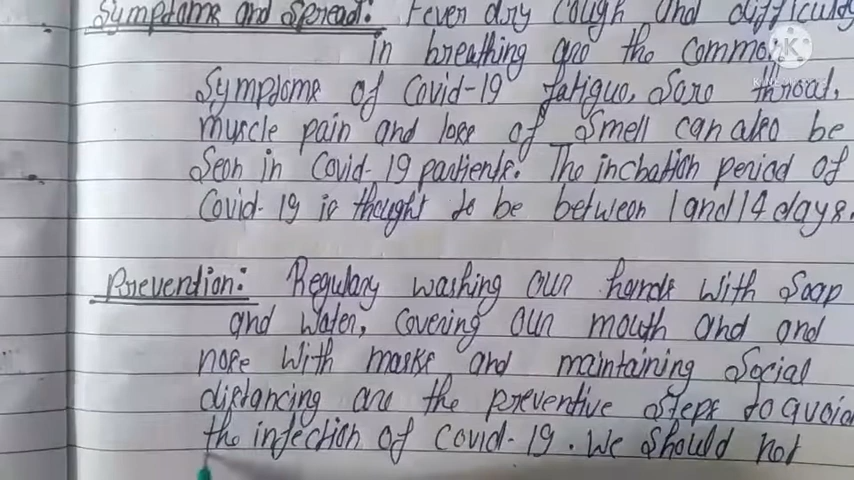 Symptoms and Spread: Fever dry cough and difficulty
in breathing are the common
Symptoms of Covid-19 fatigue, Sore throat,
muscle pain and loss of Smell can also be
Seen in Covid-19 partients. The incbation period of
Covid-19 is thought to be between 1 and 14 days.
Prevention: Regulary washing our hands with Soap
and water, covering our mouth and and
nose with masks and maintaining Social
distancing are the preventive Steps to avoid
the infection of Covid-19. We should not